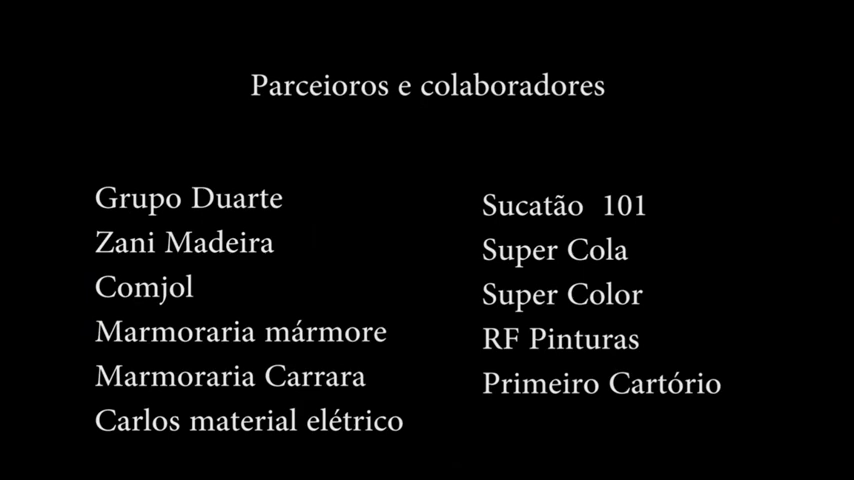 Parceioros e colaboradores
Grupo Duarte
Zani Madeira
Comjol
Marmoraria mármore
Marmoraria Carrara
Carlos material elétrico
Sucatão 101
Super Cola
Super Color
RF Pinturas
Primeiro Cartório